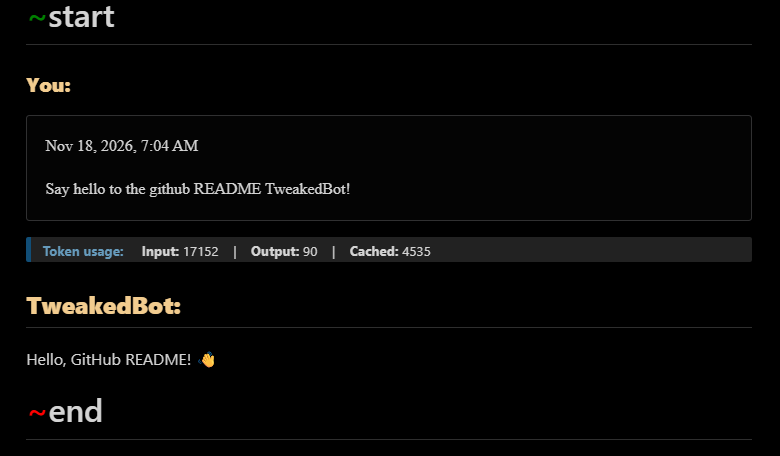 ~start
You:
Nov 18, 2026, 7:04 AM
Say hello to the github README TweakedBot!
Token usage: Input: 17152 | Output: 90 | Cached: 4535
TweakedBot:
Hello, GitHub README! 👋
~end